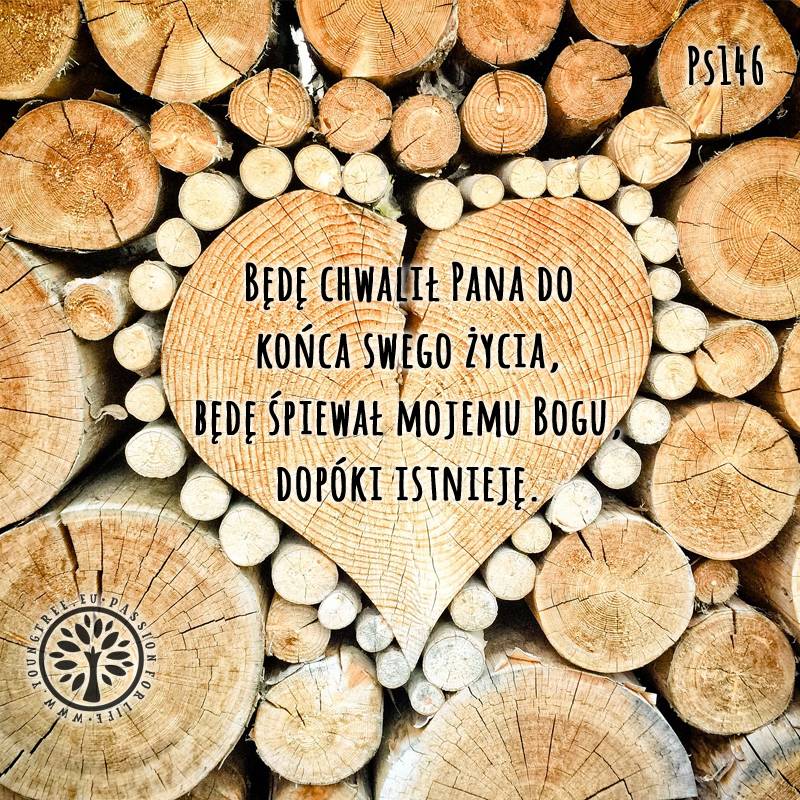 Ps146
Będę chwalił Pana do
końca swego życia,
będę śpiewał mojemu Bogu,
dopóki istnieję.
WWW.YOUNGTREE.EU • PASSION FOR LIFE •